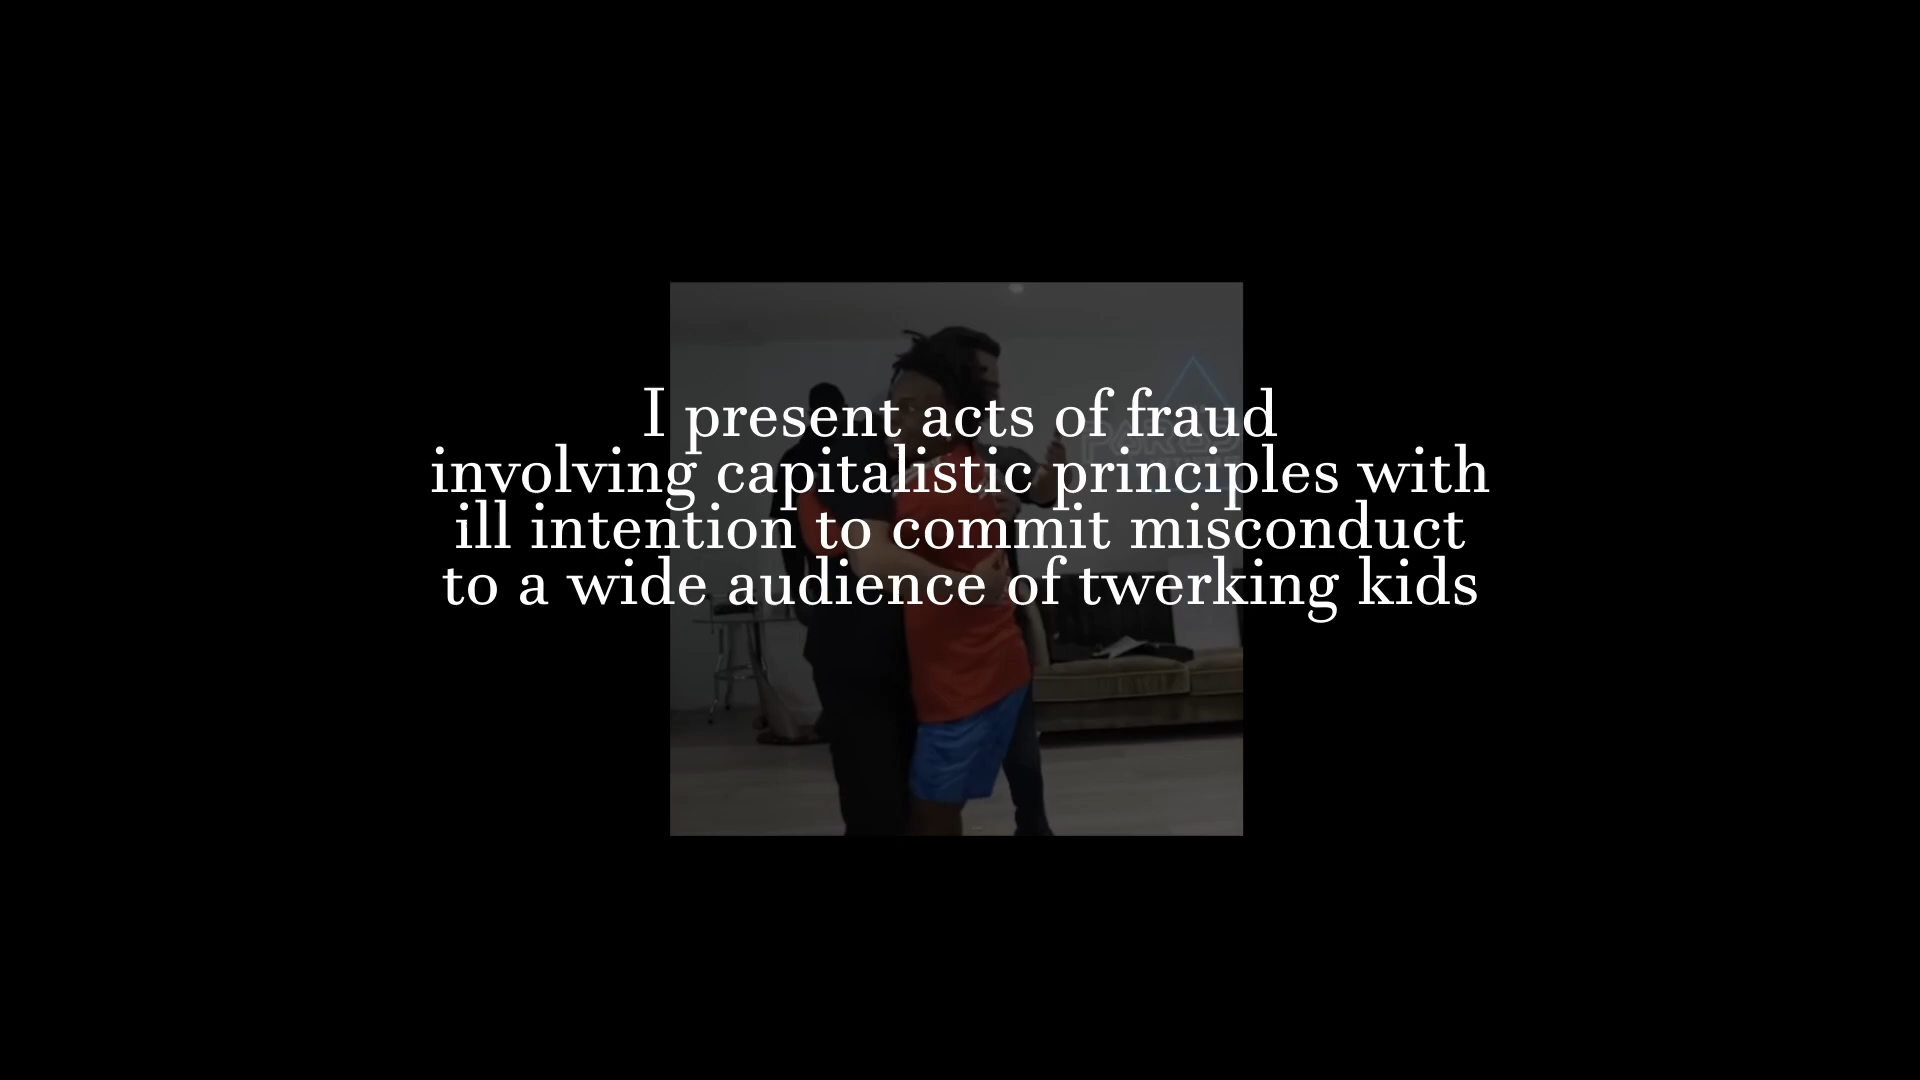 I present acts of fraud
involving capitalistic principles with
ill intention to commit misconduct
to a wide audience of twerking kids